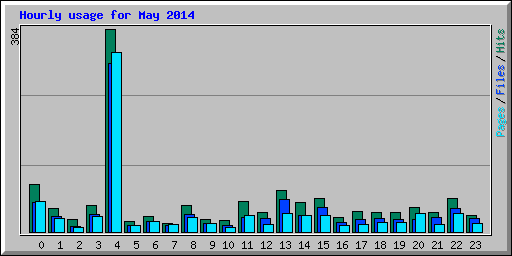 Hourly usage for May 2014
384
Pages/Files/Hits
0 1 2 3 4 5 6 7 8 9 10 11 12 13 14 15 16 17 18 19 20 21 22 23